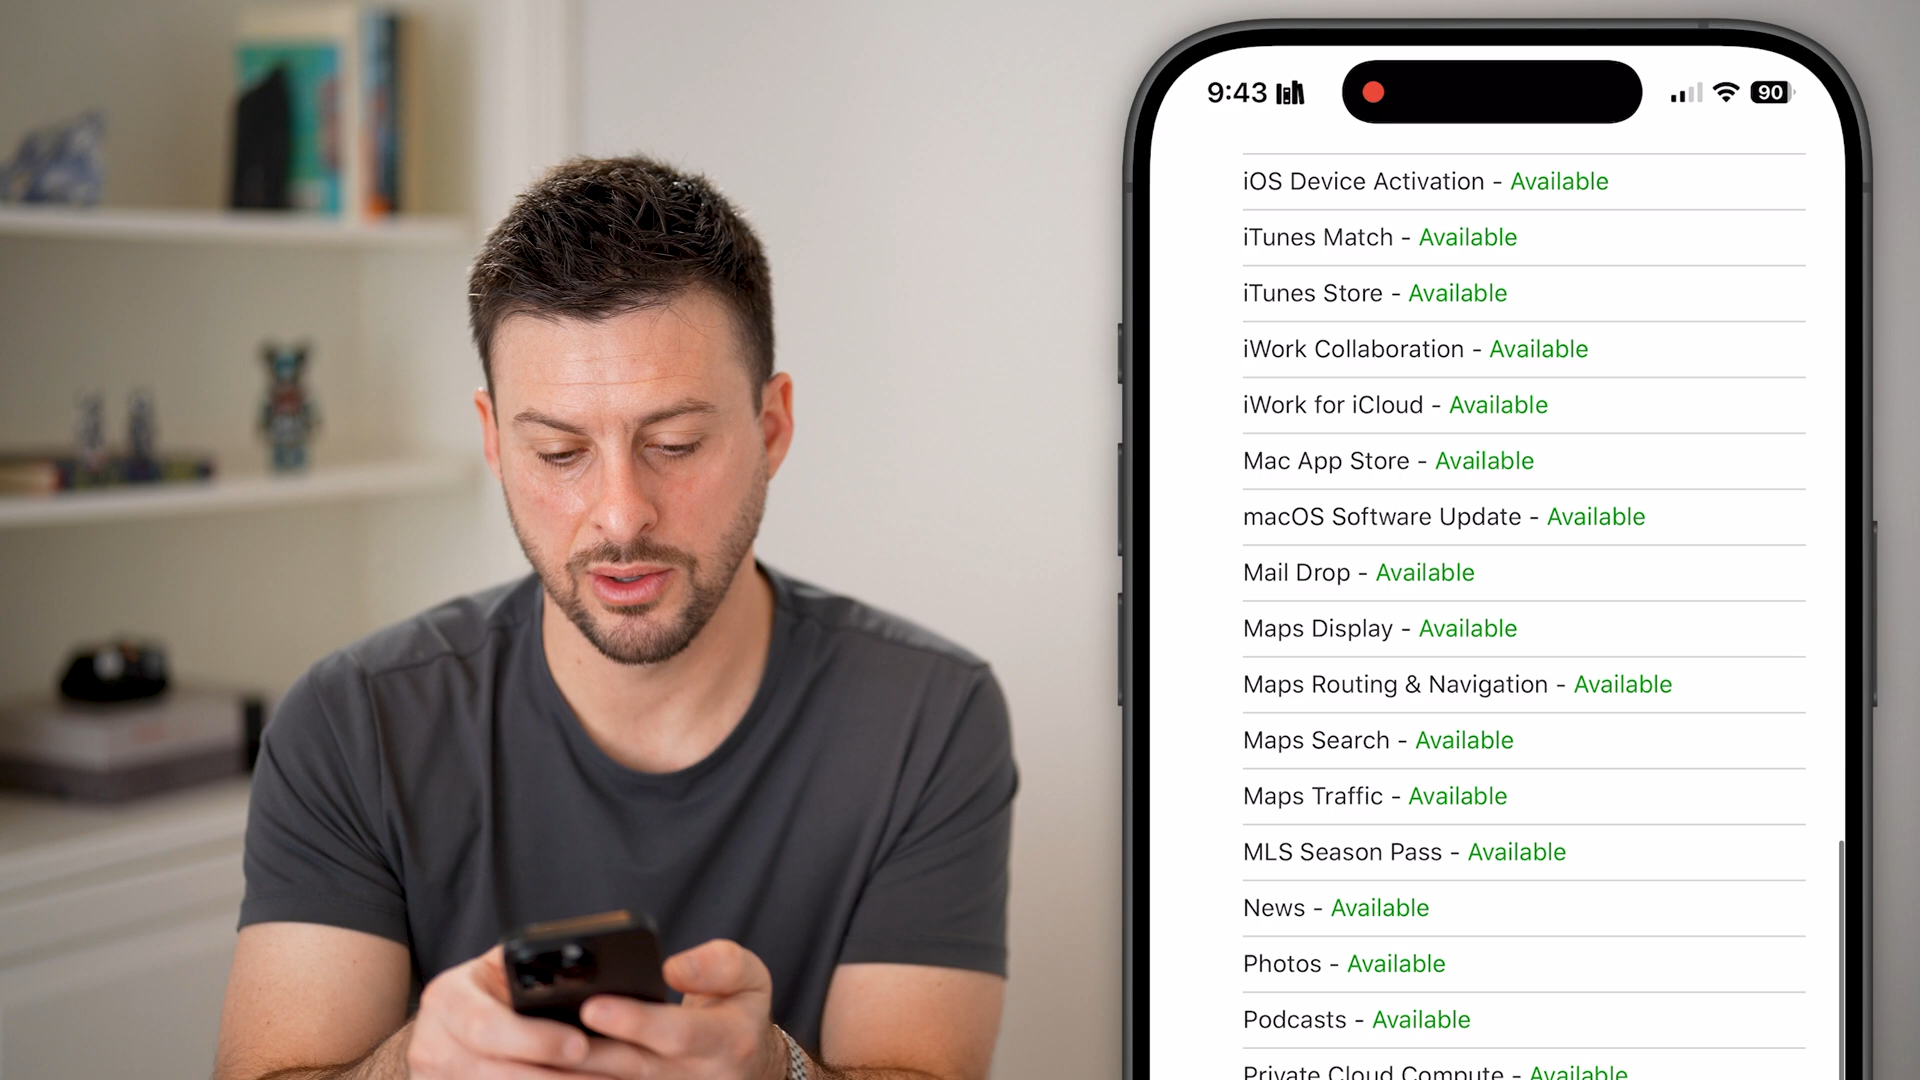 9:43
90
iOS Device Activation - Available
iTunes Match - Available
iTunes Store - Available
iWork Collaboration - Available
iWork for iCloud - Available
Mac App Store - Available
macOS Software Update - Available
Mail Drop - Available
Maps Display - Available
Maps Routing & Navigation - Available
Maps Search - Available
Maps Traffic - Available
MLS Season Pass - Available
News - Available
Photos - Available
Podcasts - Available
Private Cloud Compute - Available